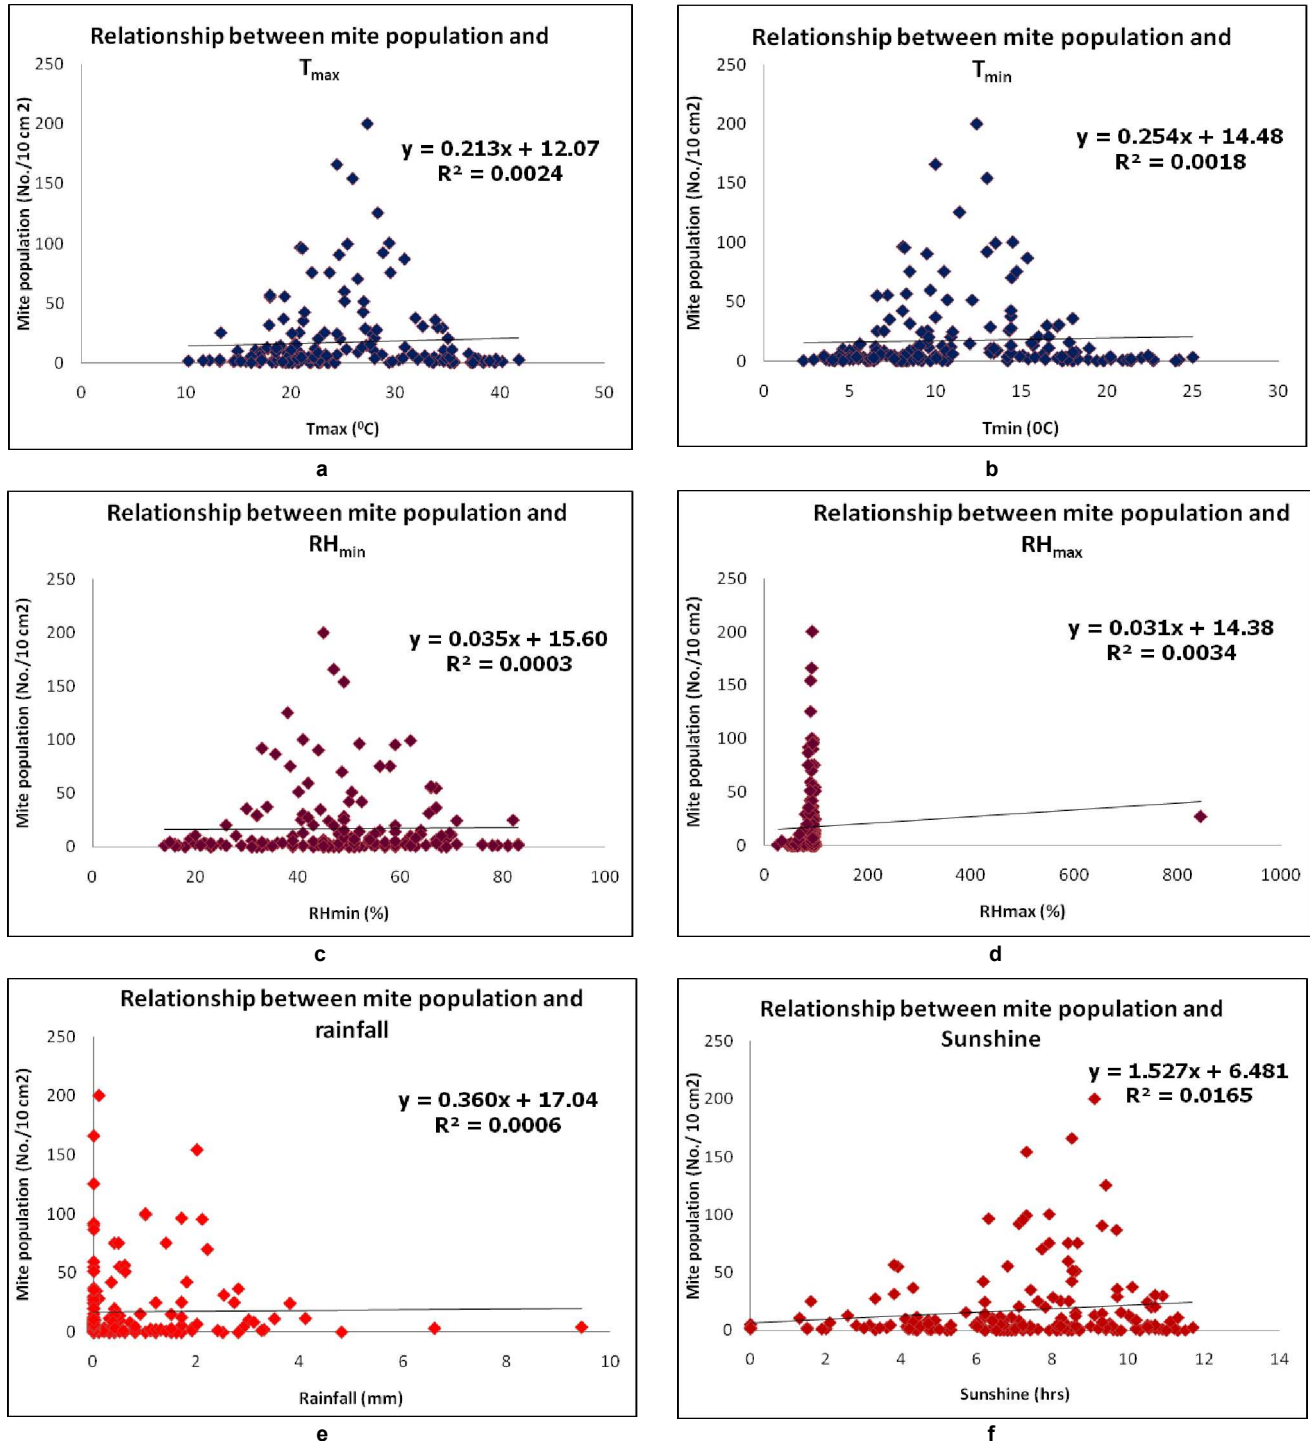 Relationship between mite population and
Tmax
y = 0.213x + 12.07
R² = 0.0024
Mite population (No./10 cm 2)
250
200
150
100
50
0
0 10 20 30 40 50
Tmax (⁰C)
a
Relationship between mite population and
Tmin
y = 0.254x + 14.48
R² = 0.0018
Mite population (No./10 cm2)
250
200
150
100
50
0
0 5 10 15 20 25 30
Tmin (0C)
b
Relationship between mite population and
RHmin
y = 0.035x + 15.60
R² = 0.0003
Mite population (No./10 cm2)
250
200
150
100
50
0
0 20 40 60 80 100
RHmin (%)
c
Relationship between mite population and
RHmax
y = 0.031x + 14.38
R² = 0.0034
Mite population (No./10 cm2)
250
200
150
100
50
0
0 200 400 600 800 1000
RHmax (%)
d
Relationship between mite population and
rainfall
y = 0.360x + 17.04
R² = 0.0006
Mite population (No./10 cm2)
250
200
150
100
50
0
0 2 4 6 8 10
Rainfall (mm)
e
Relationship between mite population and
Sunshine
y = 1.527x + 6.481
R² = 0.0165
Mite population (No./ 10 cm2)
250
200
150
100
50
0
0 2 4 6 8 10 12 14
Sunshine (hrs)
f